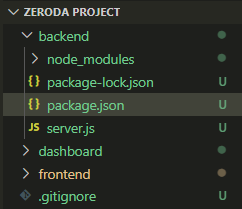 ZERODA PROJECT
backend
node_modules
{} package-lock.json U
{} package.json U
JS server.js U
dashboard
frontend
.gitignore U